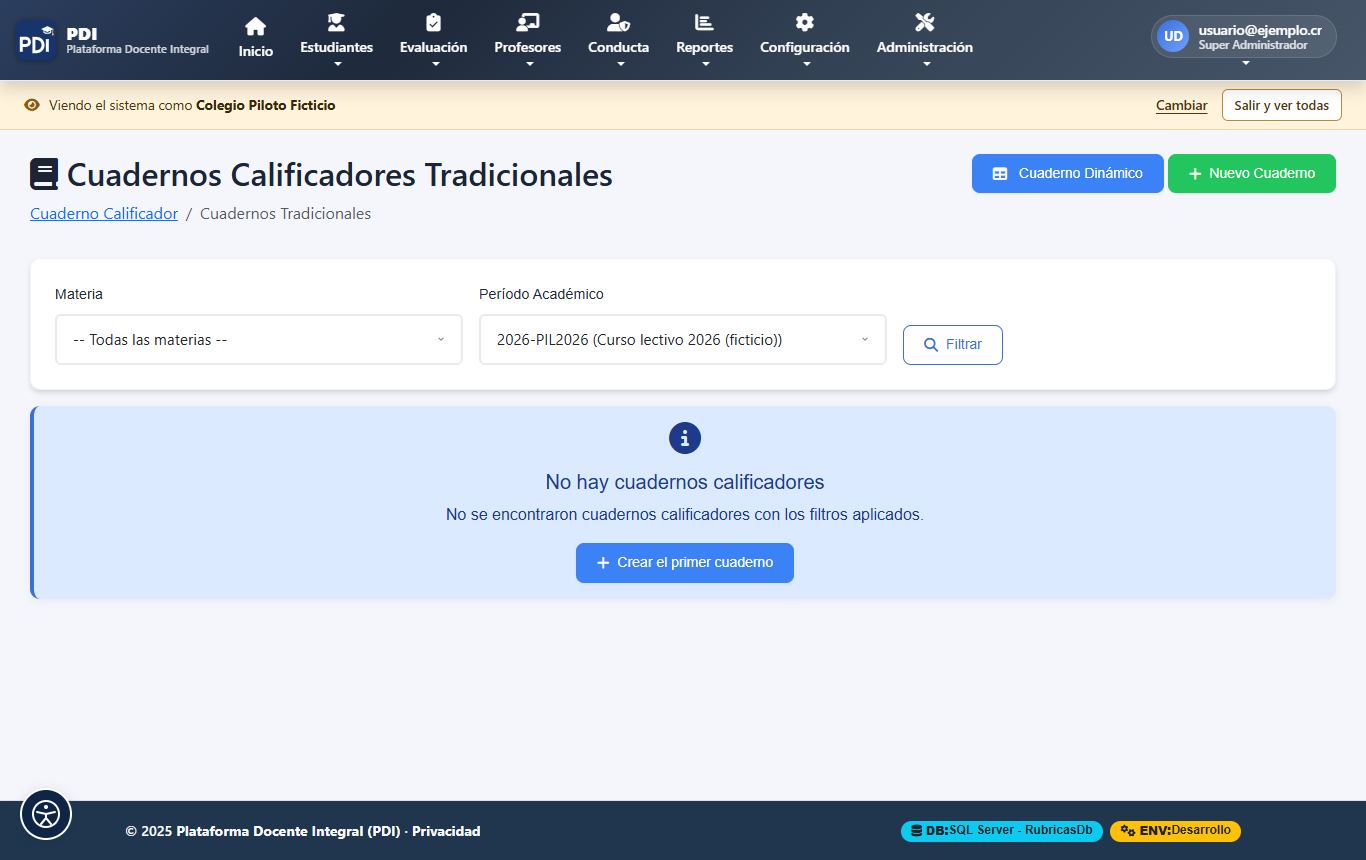 PDI
PDI
Plataforma Docente Integral
Inicio
Estudiantes
Evaluación
Profesores
Conducta
Reportes
Configuración
Administración
UD
usuario@ejemplo.cr
Super Administrador
Viendo el sistema como Colegio Piloto Ficticio
Cambiar
Salir y ver todas
Cuadernos Calificadores Tradicionales
Cuaderno Dinámico
Nuevo Cuaderno
Cuaderno Calificador / Cuadernos Tradicionales
Materia
Período Académico
-- Todas las materias --
2026-PIL2026 (Curso lectivo 2026 (ficticio))
Filtrar
No hay cuadernos calificadores
No se encontraron cuadernos calificadores con los filtros aplicados.
Crear el primer cuaderno
© 2025 Plataforma Docente Integral (PDI) · Privacidad
DB:SQL Server - RubricasDb
ENV:Desarrollo